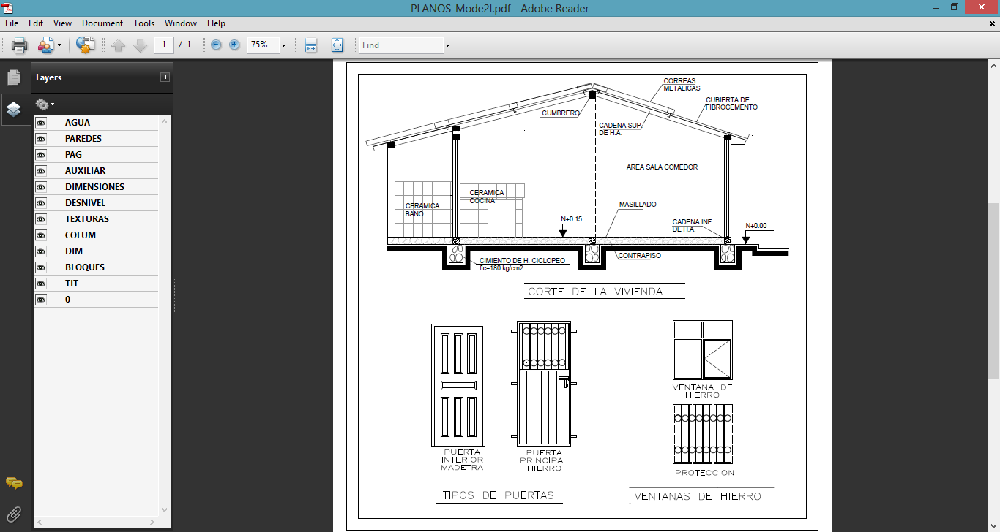 PLANOS-Mode2l.pdf - Adobe Reader
File Edit View Document Tools Window Help
1 / 1 75% Find
Layers
AGUA
PAREDES
PAG
AUXILIAR
DIMENSIONES
DESNIVEL
TEXTURAS
COLUM
DIM
BLOQUES
TIT
0
CORREAS
METALICAS
CUBIERTA DE
FIBROCEMENTO
CUMBRERO
CADENA SUP.
DE H.A.
AREA SALA COMEDOR
CERAMICA
COCINA
CERAMICA
BANO
MASILLADO
N+0.15
CADENA INF.
DE H.A.
N+0.00
CONTRAPISO
CIMIENTO DE H. CICLOPEO
f'c=180 kg/cm2
CORTE DE LA VIVIENDA
PUERTA
INTERIOR
MADETRA
PUERTA
PRINCIPAL
HIERRO
VENTANA DE
HIERRO
PROTECCION
TIPOS DE PUERTAS
VENTANAS DE HIERRO